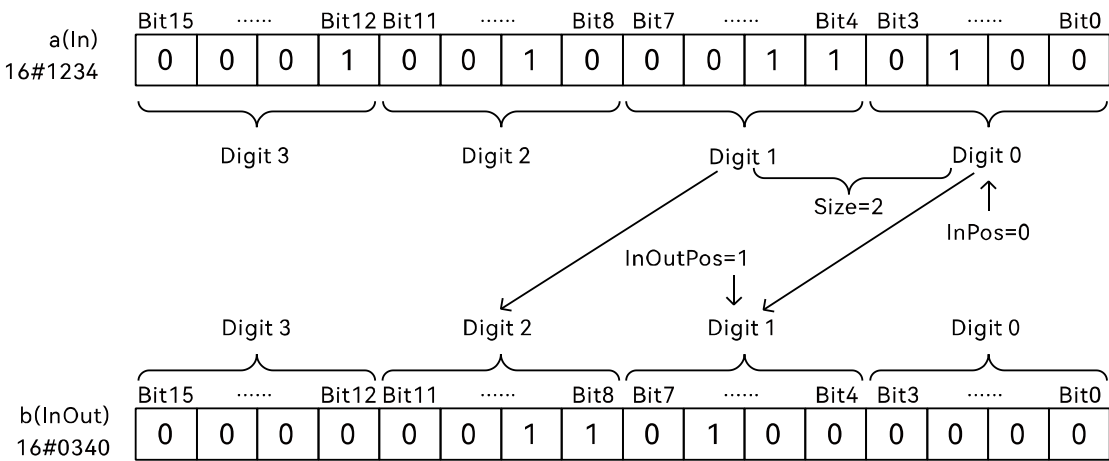 Bit15 ...... Bit12 Bit11 ...... Bit8 Bit7 ...... Bit4 Bit3 ...... Bit0
a(In)
16#1234
0 0 0 1 0 0 1 0 0 0 1 1 0 1 0 0
Digit 3 Digit 2 Digit 1 Digit 0
Size=2
InPos=0
InOutPos=1
Digit 3 Digit 2 Digit 1 Digit 0
Bit15 ...... Bit12 Bit11 ...... Bit8 Bit7 ...... Bit4 Bit3 ...... Bit0
b(InOut)
16#0340
0 0 0 0 0 0 1 1 0 1 0 0 0 0 0 0